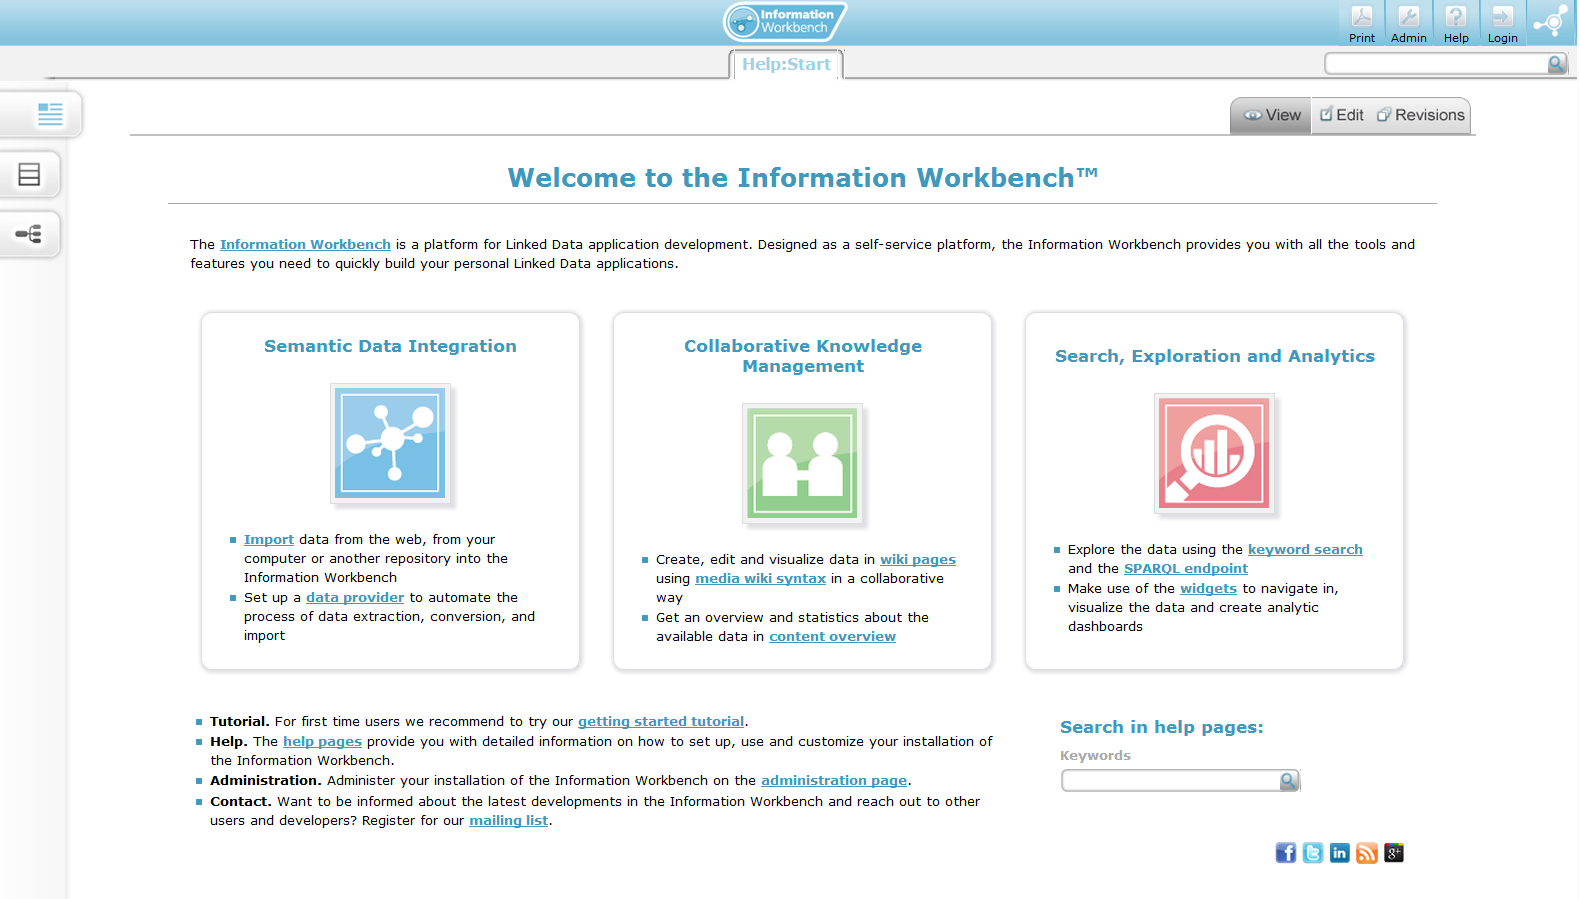 Information
Workbench
Print Admin Help Login
Help:Start
View Edit Revisions
Welcome to the Information Workbench™
The Information Workbench is a platform for Linked Data application development. Designed as a self-service platform, the Information Workbench provides you with all the tools and
features you need to quickly build your personal Linked Data applications.
Semantic Data Integration
Import data from the web, from your
computer or another repository into the
Information Workbench
Set up a data provider to automate the
process of data extraction, conversion, and
import
Collaborative Knowledge
Management
Create, edit and visualize data in wiki pages
using media wiki syntax in a collaborative
way
Get an overview and statistics about the
available data in content overview
Search, Exploration and Analytics
Explore the data using the keyword search
and the SPARQL endpoint
Make use of the widgets to navigate in,
visualize the data and create analytic
dashboards
Tutorial. For first time users we recommend to try our getting started tutorial.
Help. The help pages provide you with detailed information on how to set up, use and customize your installation of
the Information Workbench.
Administration. Administer your installation of the Information Workbench on the administration page.
Contact. Want to be informed about the latest developments in the Information Workbench and reach out to other
users and developers? Register for our mailing list.
Search in help pages:
Keywords
f t in g+